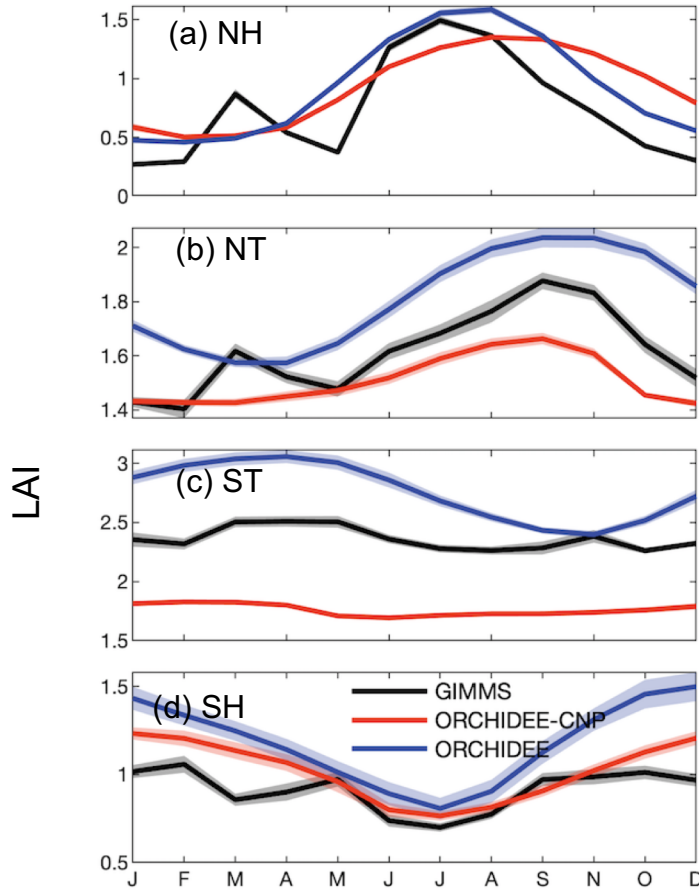 (a) NH
1.5
1
0.5
0
(b) NT
2
1.8
1.6
1.4
LAI
(c) ST
3
2.5
2
1.5
(d) SH
1.5
1
0.5
GIMMS
ORCHIDEE-CNP
ORCHIDEE
J F M A M J J A S N O D